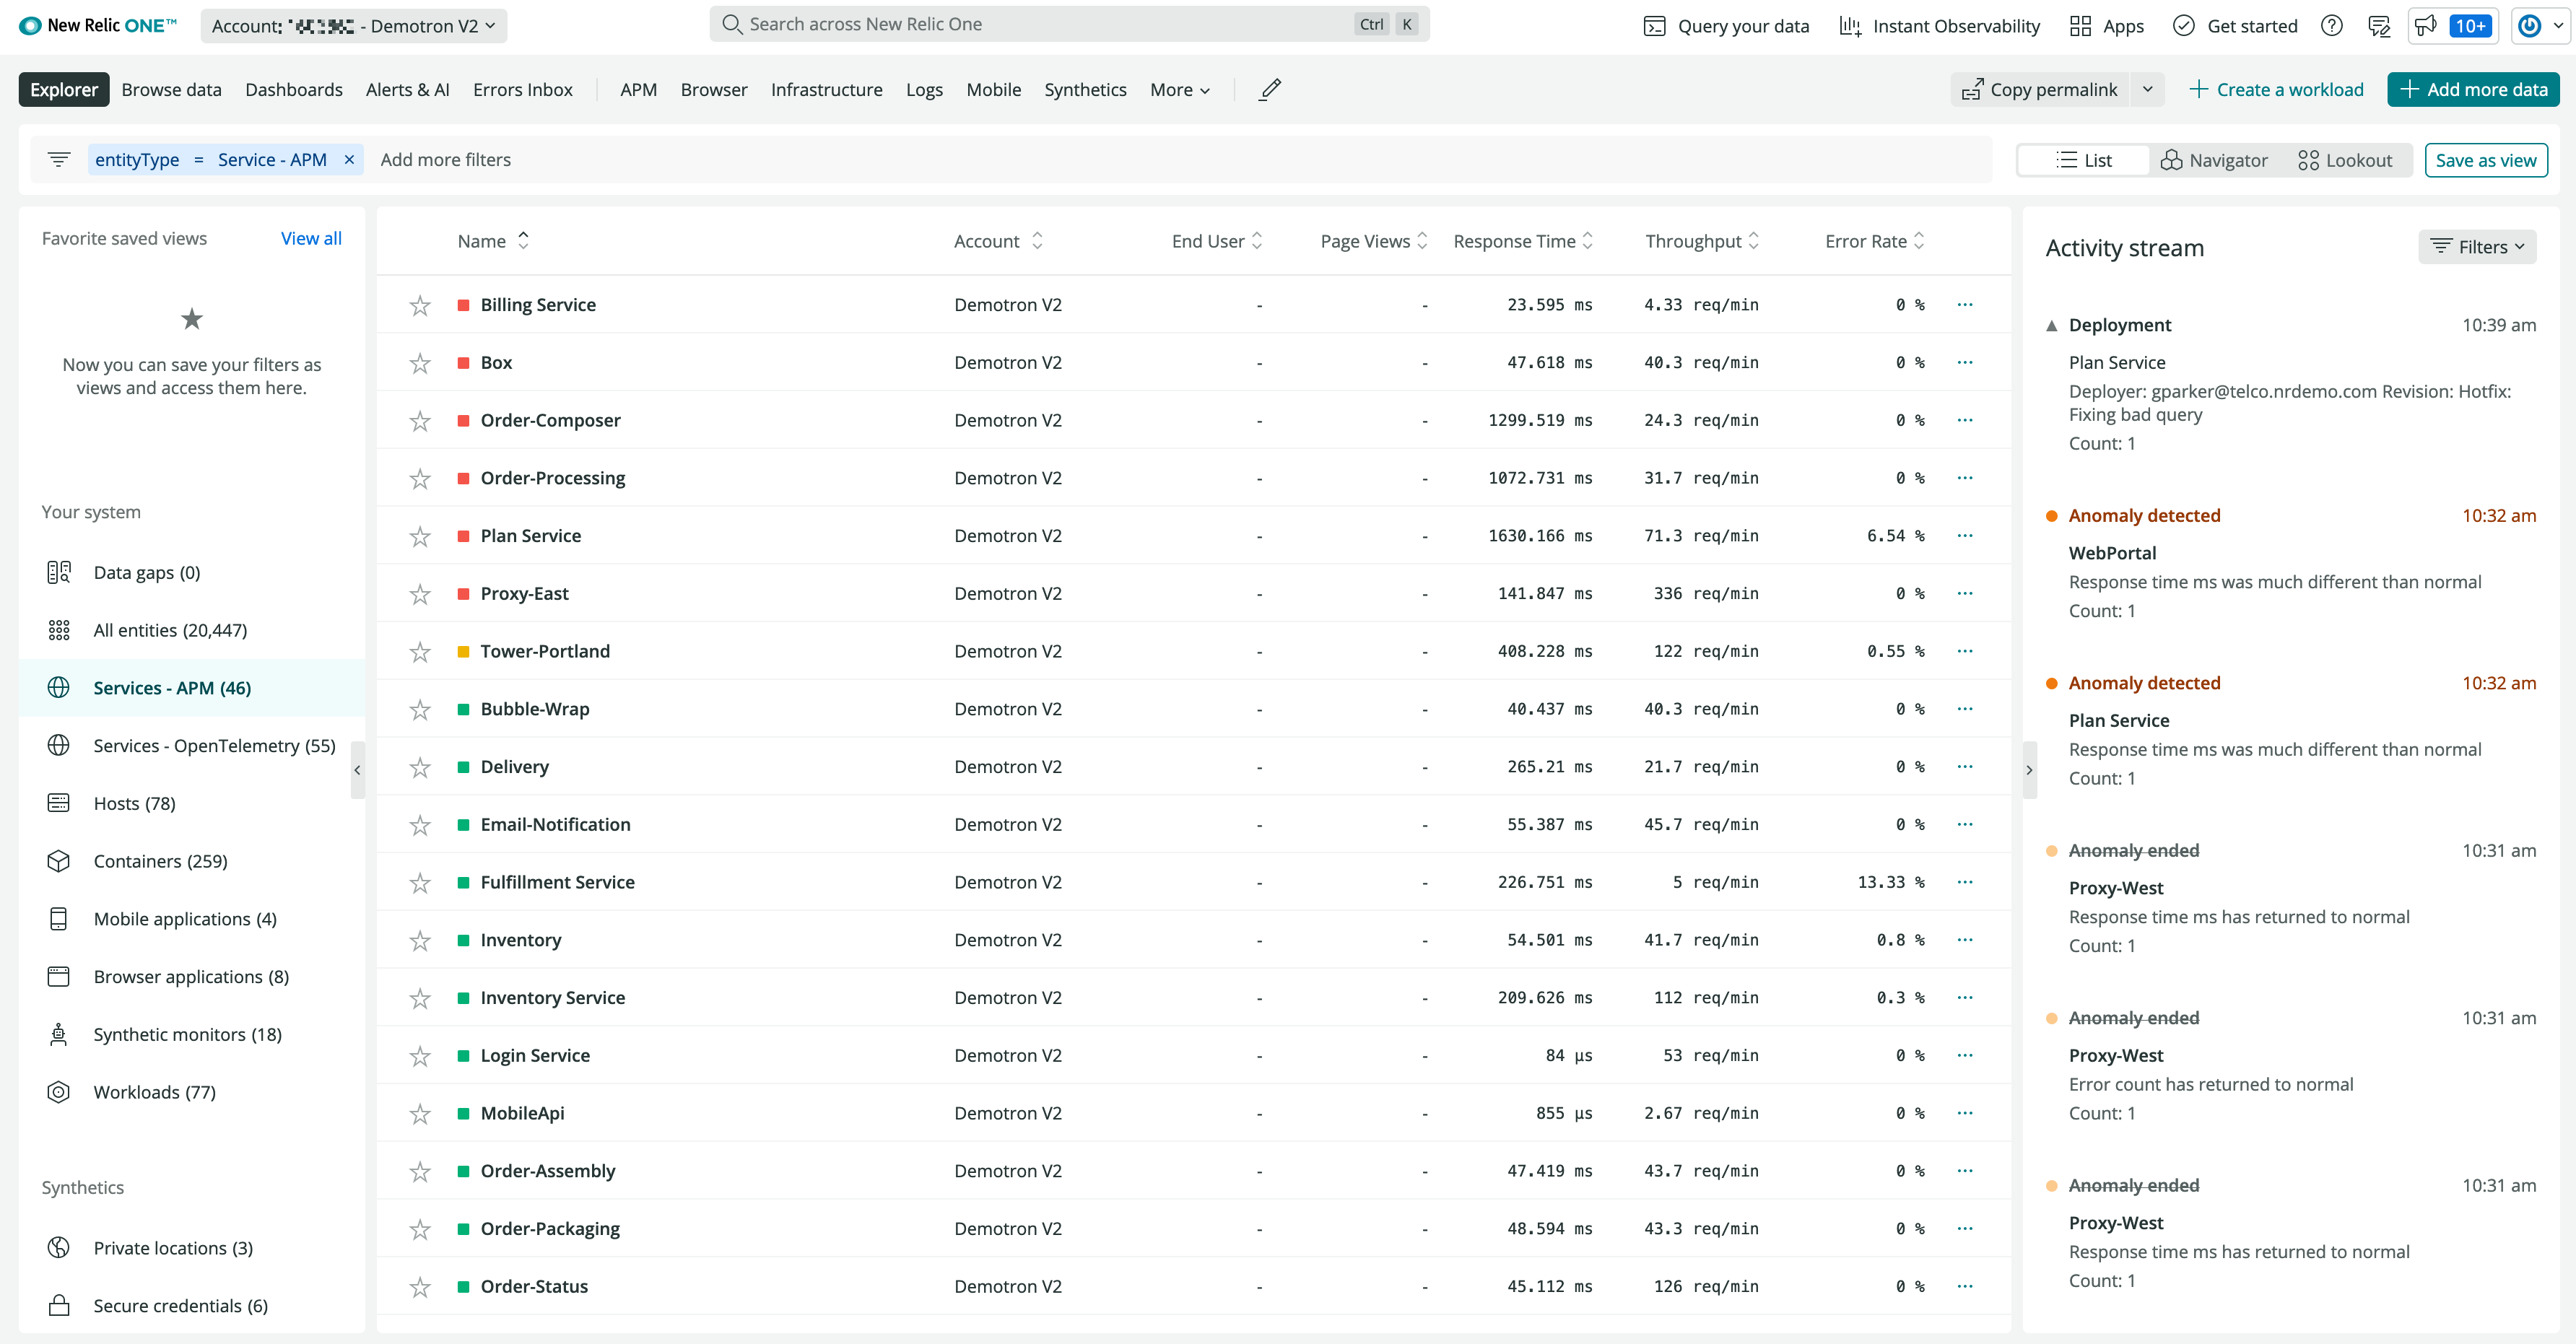 New Relic ONE™
Account: - Demotron V2
Search across New Relic One
Ctrl K
Query your data
Instant Observability
Apps
Get started
10+
Explorer
Browse data
Dashboards
Alerts & AI
Errors Inbox
APM
Browser
Infrastructure
Logs
Mobile
Synthetics
More
Copy permalink
Create a workload
Add more data
entityType = Service - APM ×
Add more filters
List
Navigator
Lookout
Save as view
Favorite saved views
View all
Now you can save your filters as
views and access them here.
Your system
Data gaps (0)
All entities (20,447)
Services - APM (46)
Services - OpenTelemetry (55)
Hosts (78)
Containers (259)
Mobile applications (4)
Browser applications (8)
Synthetic monitors (18)
Workloads (77)
Synthetics
Private locations (3)
Secure credentials (6)
Name Account End User Page Views Response Time Throughput Error Rate
Billing Service Demotron V2 - - 23.595 ms 4.33 req/min 0 % ...
Box Demotron V2 - - 47.618 ms 40.3 req/min 0 % ...
Order-Composer Demotron V2 - - 1299.519 ms 24.3 req/min 0 % ...
Order-Processing Demotron V2 - - 1072.731 ms 31.7 req/min 0 % ...
Plan Service Demotron V2 - - 1630.166 ms 71.3 req/min 6.54 % ...
Proxy-East Demotron V2 - - 141.847 ms 336 req/min 0 % ...
Tower-Portland Demotron V2 - - 408.228 ms 122 req/min 0.55 % ...
Bubble-Wrap Demotron V2 - - 40.437 ms 40.3 req/min 0 % ...
Delivery Demotron V2 - - 265.21 ms 21.7 req/min 0 % ...
Email-Notification Demotron V2 - - 55.387 ms 45.7 req/min 0 % ...
Fulfillment Service Demotron V2 - - 226.751 ms 5 req/min 13.33 % ...
Inventory Demotron V2 - - 54.501 ms 41.7 req/min 0.8 % ...
Inventory Service Demotron V2 - - 209.626 ms 112 req/min 0.3 % ...
Login Service Demotron V2 - - 84 µs 53 req/min 0 % ...
MobileApi Demotron V2 - - 855 µs 2.67 req/min 0 % ...
Order-Assembly Demotron V2 - - 47.419 ms 43.7 req/min 0 % ...
Order-Packaging Demotron V2 - - 48.594 ms 43.3 req/min 0 % ...
Order-Status Demotron V2 - - 45.112 ms 126 req/min 0 % ...
Activity stream
Filters
Deployment 10:39 am
Plan Service
Deployer: gparker@telco.nrdemo.com Revision: Hotfix:
Fixing bad query
Count: 1
Anomaly detected 10:32 am
WebPortal
Response time ms was much different than normal
Count: 1
Anomaly detected 10:32 am
Plan Service
Response time ms was much different than normal
Count: 1
Anomaly ended 10:31 am
Proxy-West
Response time ms has returned to normal
Count: 1
Anomaly ended 10:31 am
Proxy-West
Error count has returned to normal
Count: 1
Anomaly ended 10:31 am
Proxy-West
Response time ms has returned to normal
Count: 1